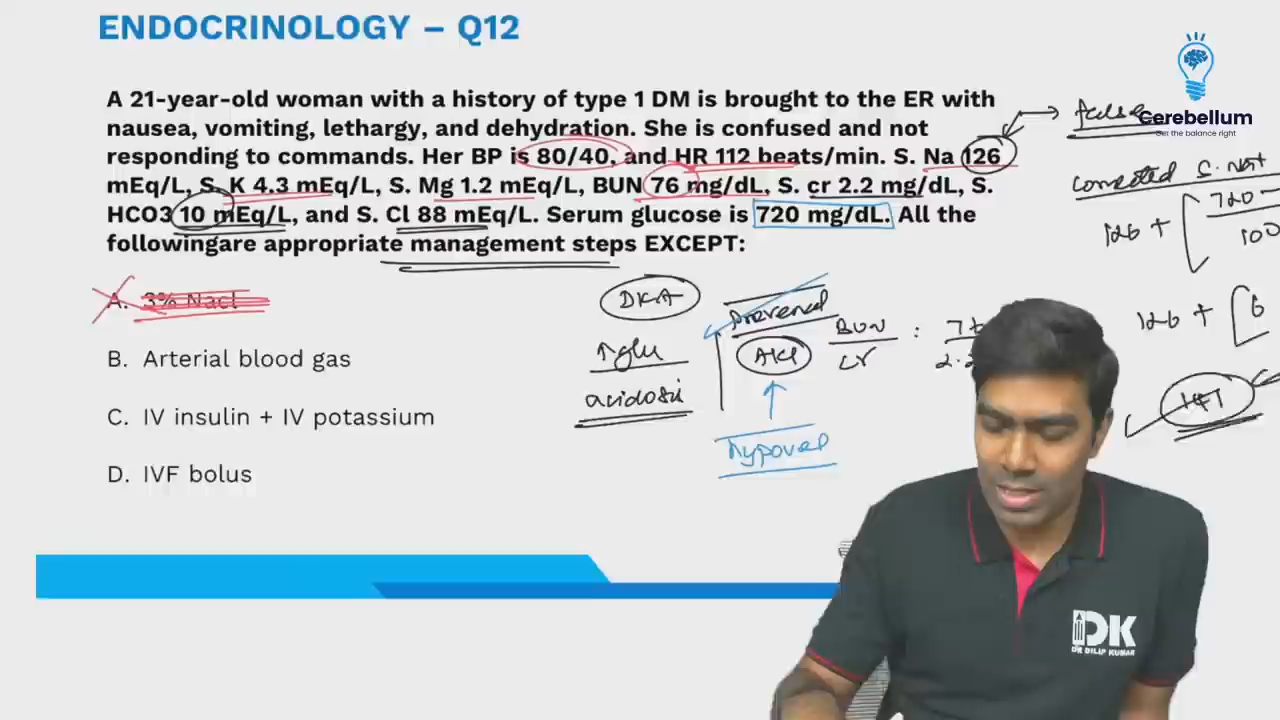 ENDOCRINOLOGY – Q12
Cerebellum
Get the balance right
A 21-year-old woman with a history of type 1 DM is brought to the ER with
nausea, vomiting, lethargy, and dehydration. She is confused and not
responding to commands. Her BP is 80/40, and HR 112 beats/min. S. Na 126
mEq/L, S. K 4.3 mEq/L, S. Mg 1.2 mEq/L, BUN 76 mg/dL, S. cr 2.2 mg/dL, S.
HCO3 10 mEq/L, and S. Cl 88 mEq/L. Serum glucose is 720 mg/dL. All the
followingare appropriate management steps EXCEPT:
corrected S. Na+
126 + [ 720 –
100
126 + [ 6
A. 3% Nacl
B. Arterial blood gas
C. IV insulin + IV potassium
D. IVF bolus
DKA
↑glu
acidosis
AKI
BUN
cr
:
2.2
hypovol
DK
DR DILIP KUMAR